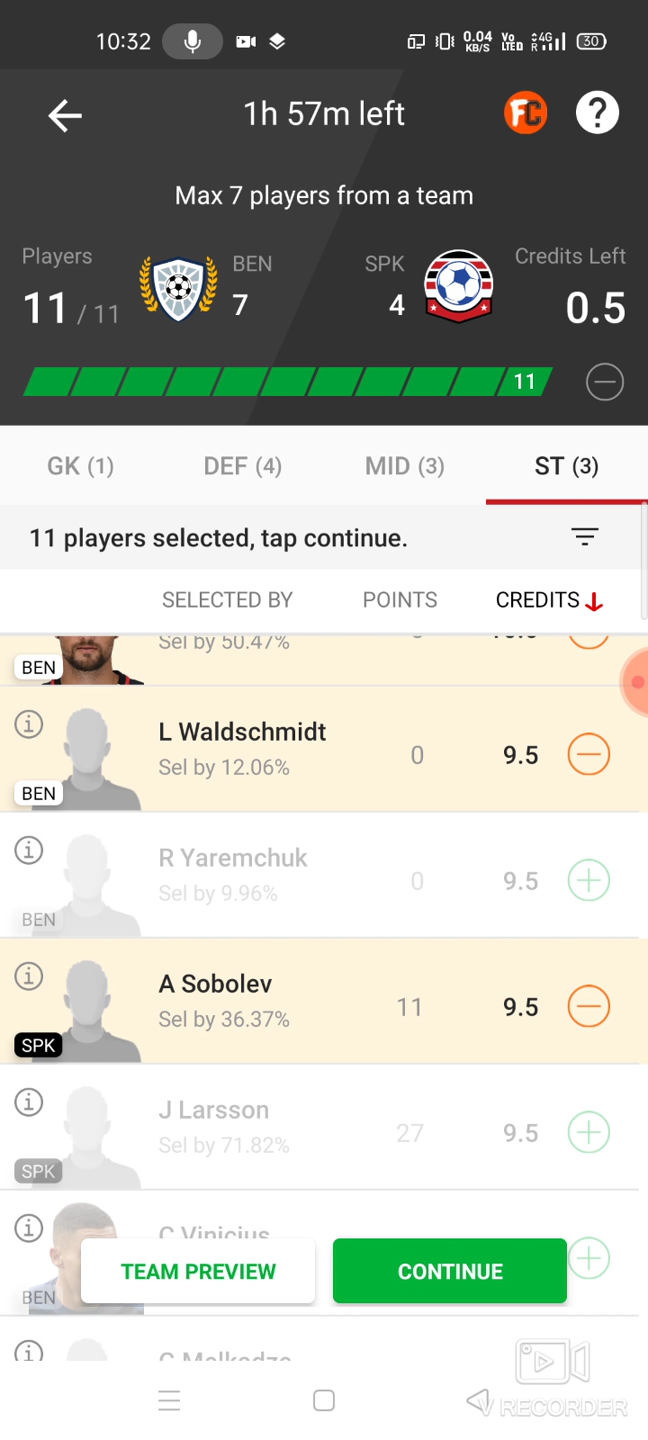 10:32 0.04 KB/S Vo LTED 4G R 30
1h 57m left FC ?
Max 7 players from a team
Players BEN SPK Credits Left
11 / 11 7 4 0.5
11
GK (1) DEF (4) MID (3) ST (3)
11 players selected, tap continue.
SELECTED BY POINTS CREDITS
Sel by 50.47%
BEN
L Waldschmidt
Sel by 12.06% 0 9.5
BEN
R Yaremchuk
Sel by 9.96% 0 9.5
BEN
A Sobolev
Sel by 36.37% 11 9.5
SPK
J Larsson
Sel by 71.82% 27 9.5
SPK
C Vinicius
TEAM PREVIEW CONTINUE
BEN
V RECORDER